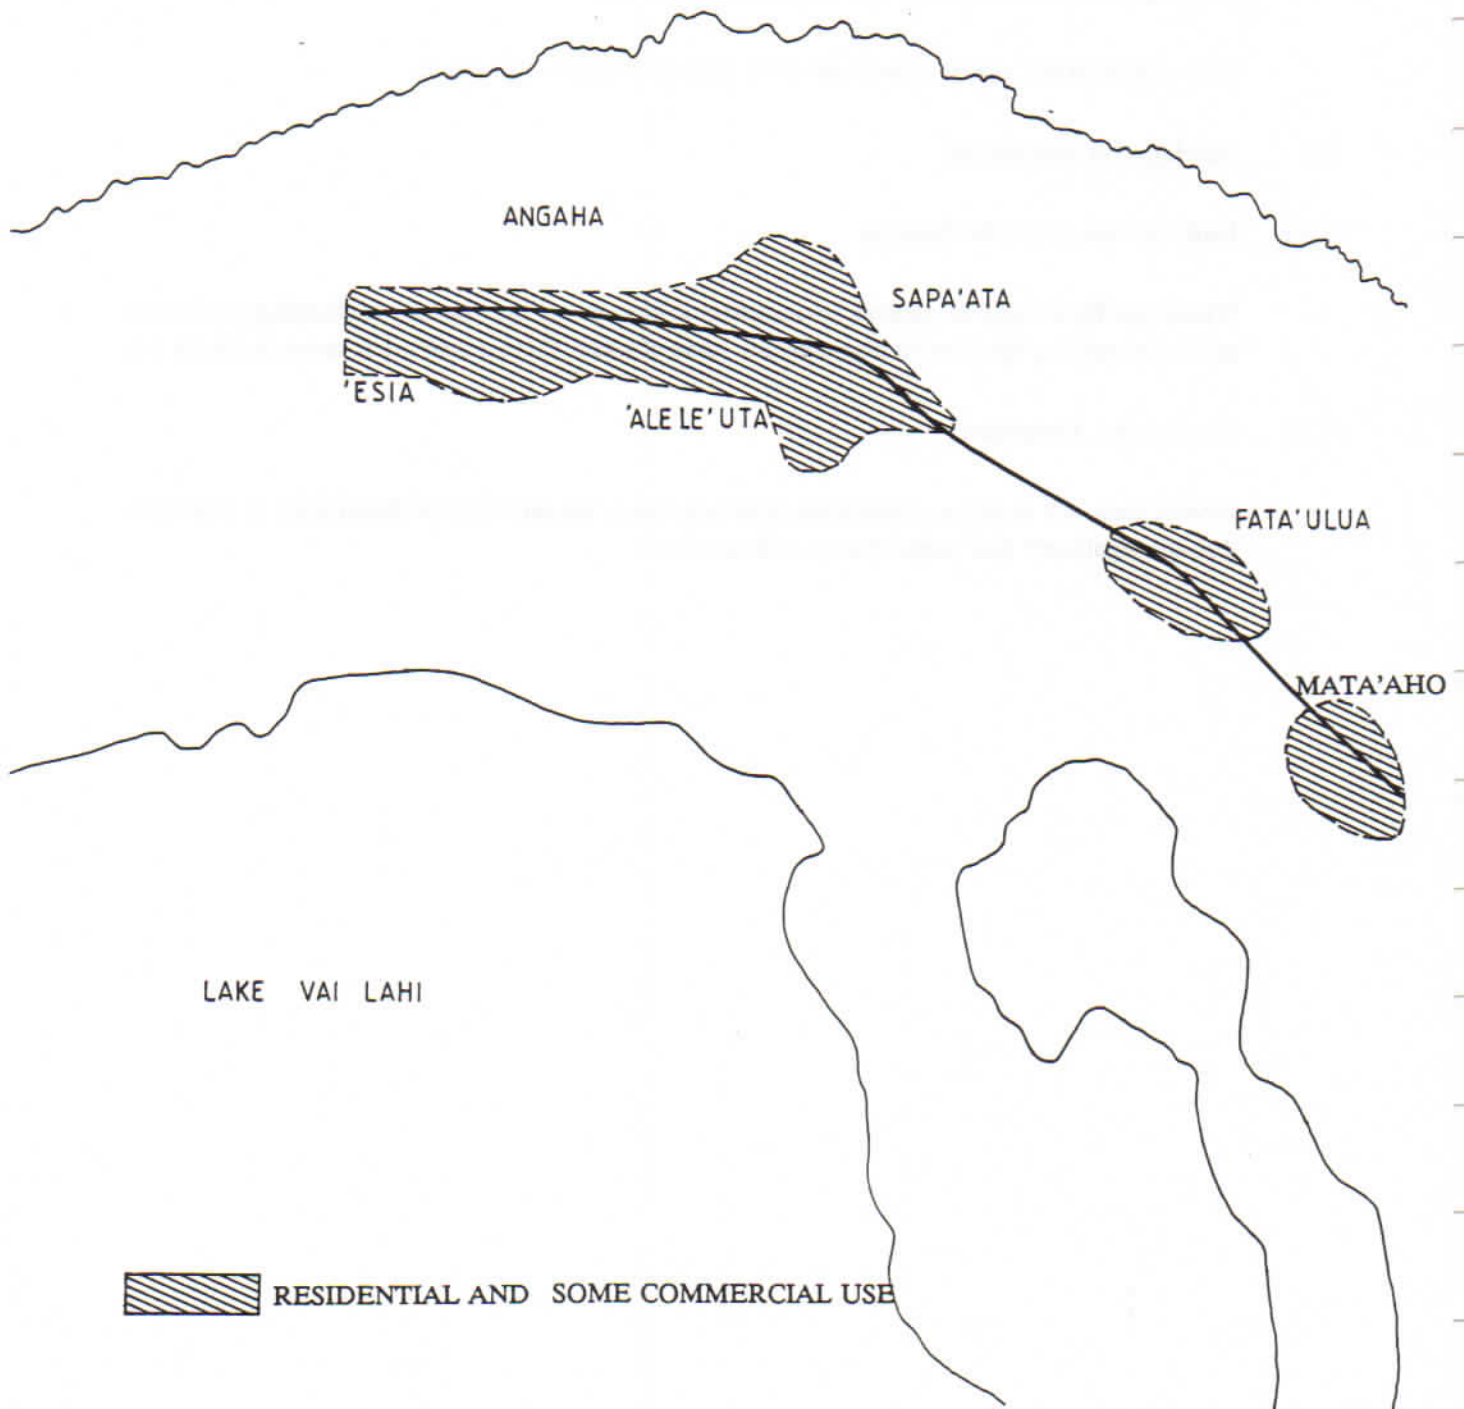 ANGAHA
SAPA'ATA
'ESIA
'ALE LE' UTA
FATA'ULUA
MATA'AHO
LAKE VAI LAHI
RESIDENTIAL AND SOME COMMERCIAL USE